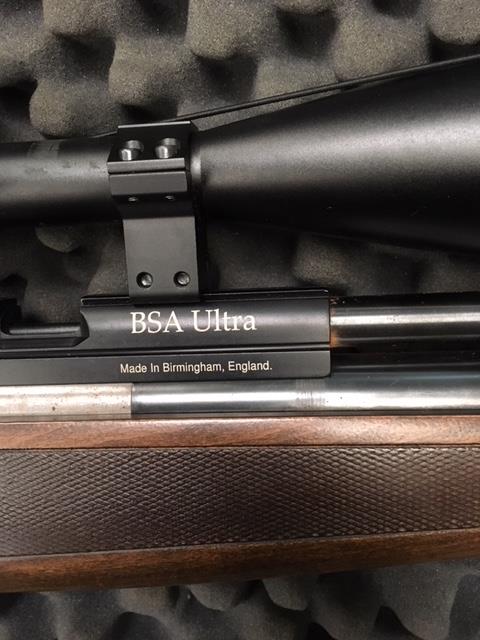 BSA Ultra
Made In Birmingham, England.